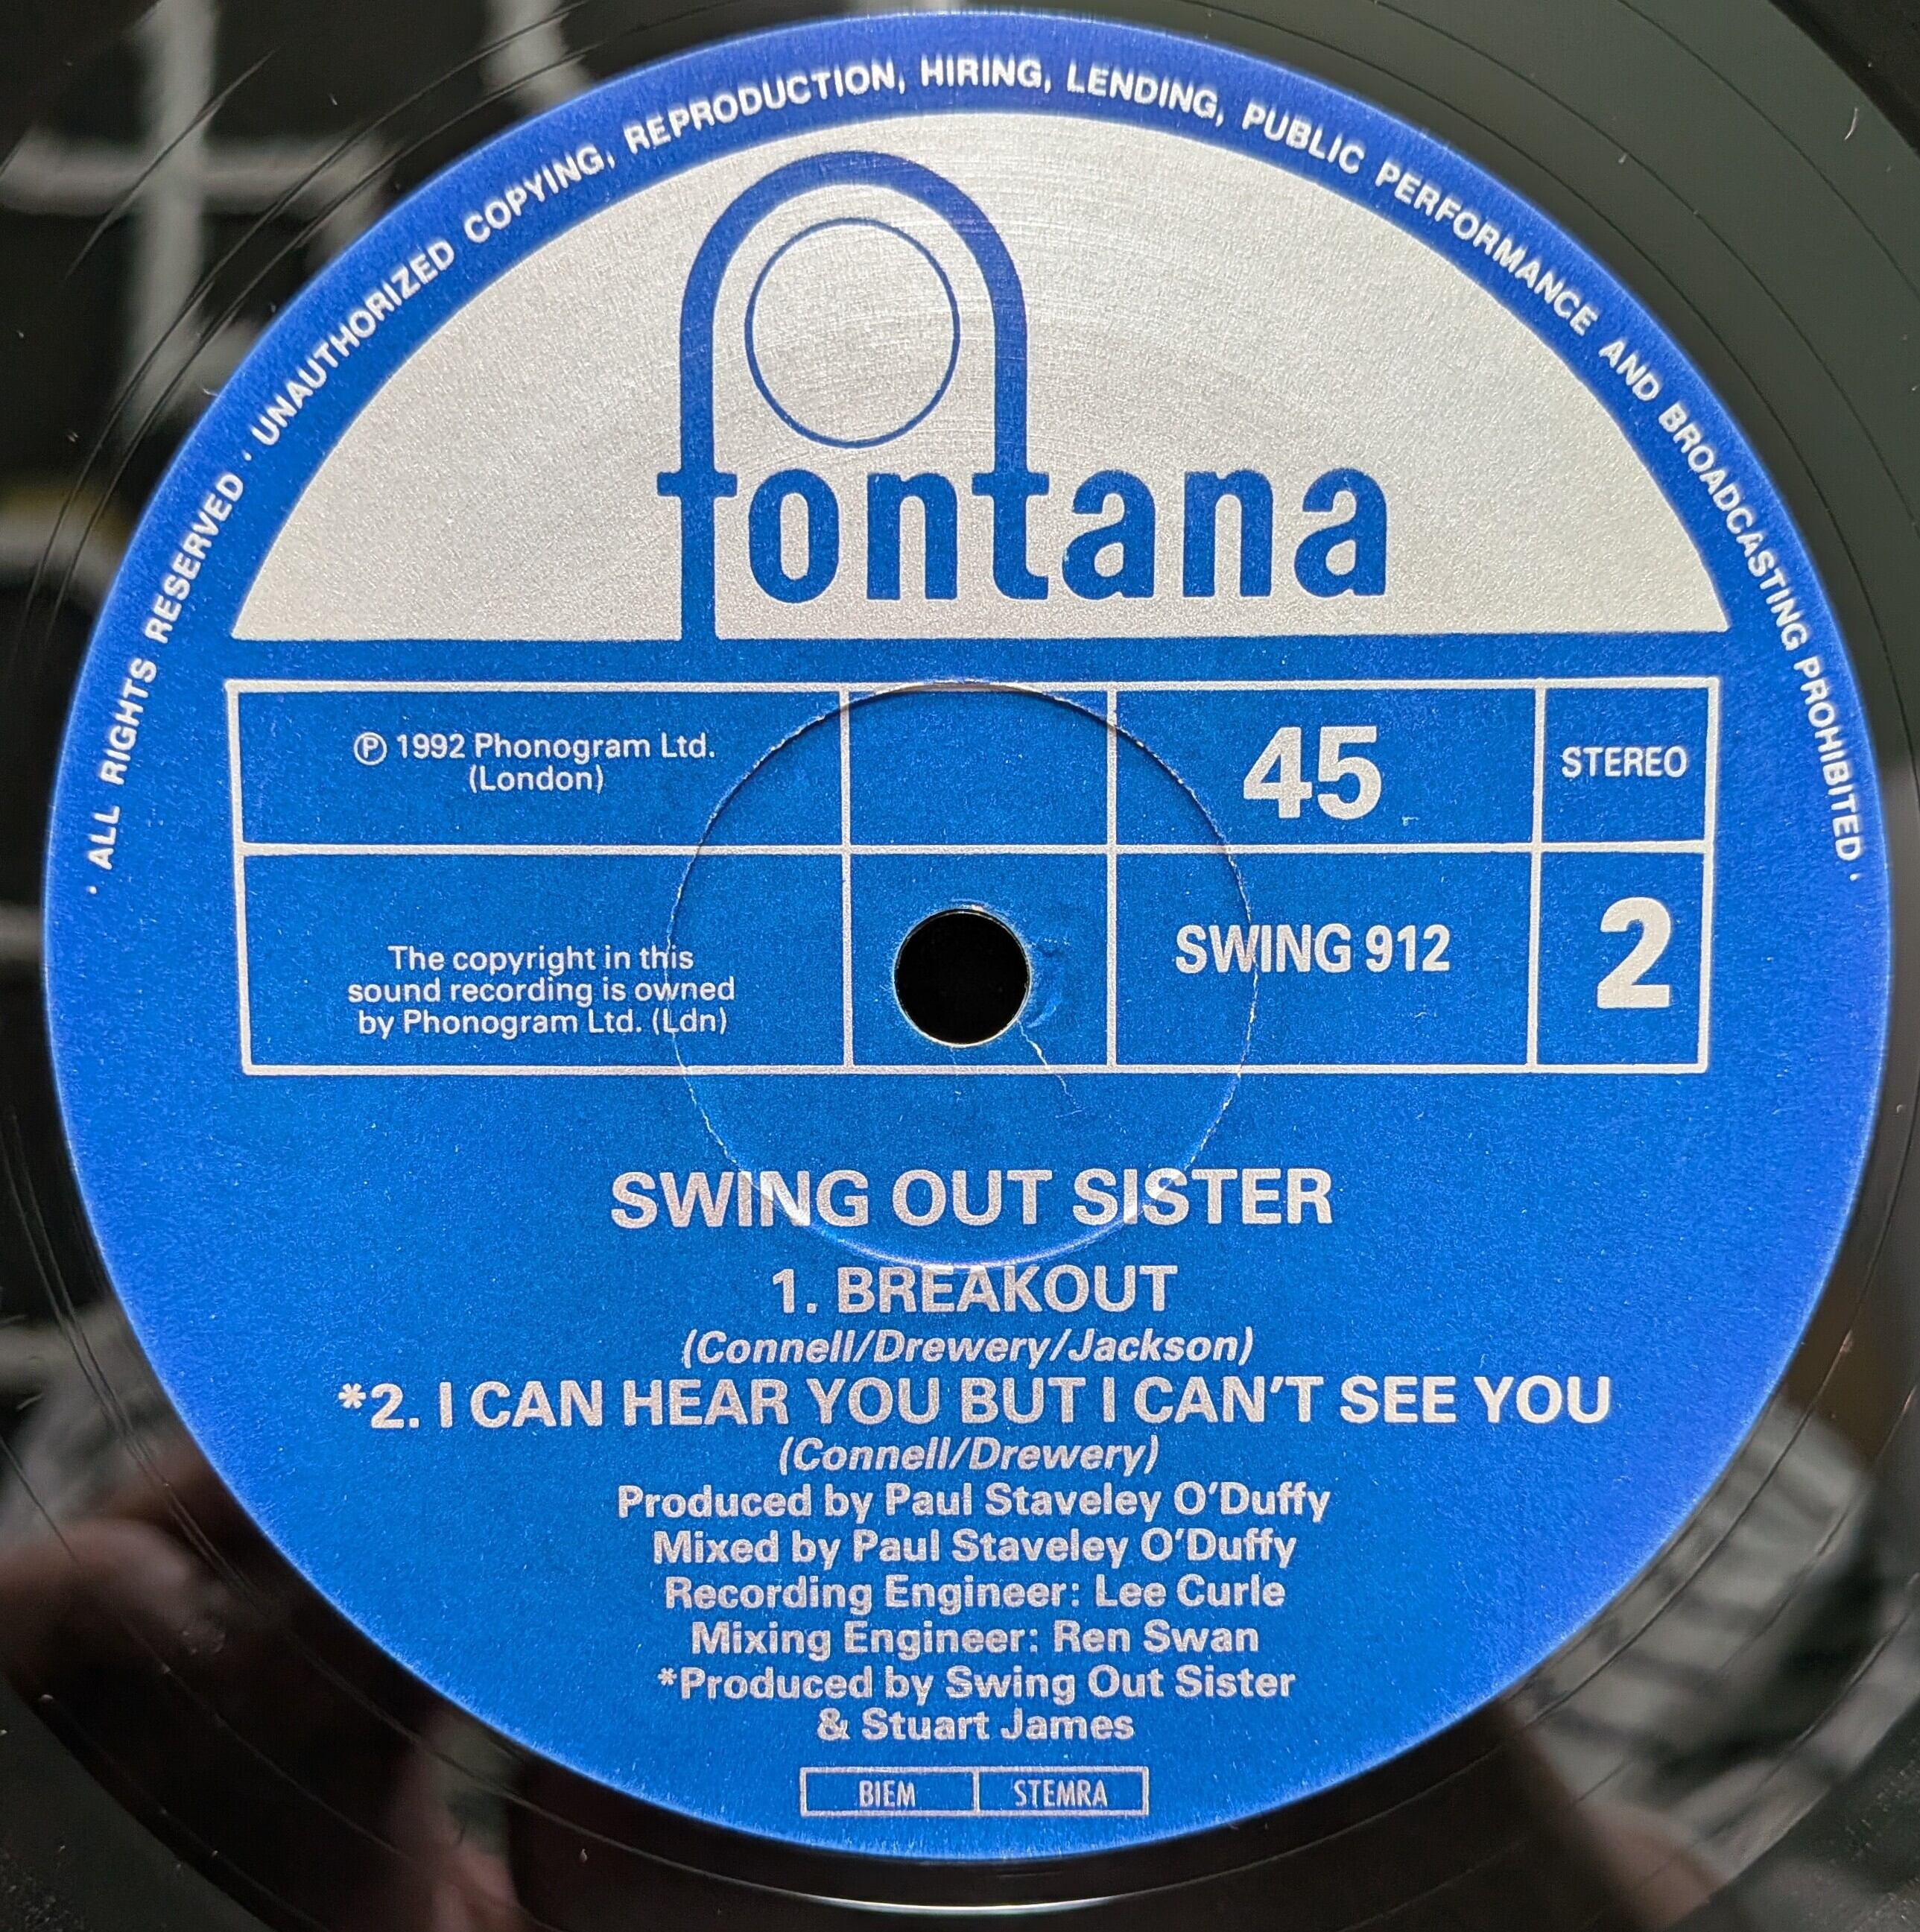 · ALL RIGHTS RESERVED · UNAUTHORIZED COPYING, REPRODUCTION, HIRING, LENDING, PUBLIC PERFORMANCE AND BROADCASTING PROHIBITED ·
fontana
℗ 1992 Phonogram Ltd.
(London)
45
STEREO
The copyright in this
sound recording is owned
by Phonogram Ltd. (Ldn)
SWING 912
2
SWING OUT SISTER
1. BREAKOUT
(Connell/Drewery/Jackson)
*2. I CAN HEAR YOU BUT I CAN'T SEE YOU
(Connell/Drewery)
Produced by Paul Staveley O'Duffy
Mixed by Paul Staveley O'Duffy
Recording Engineer: Lee Curle
Mixing Engineer: Ren Swan
*Produced by Swing Out Sister
& Stuart James
BIEM STEMRA